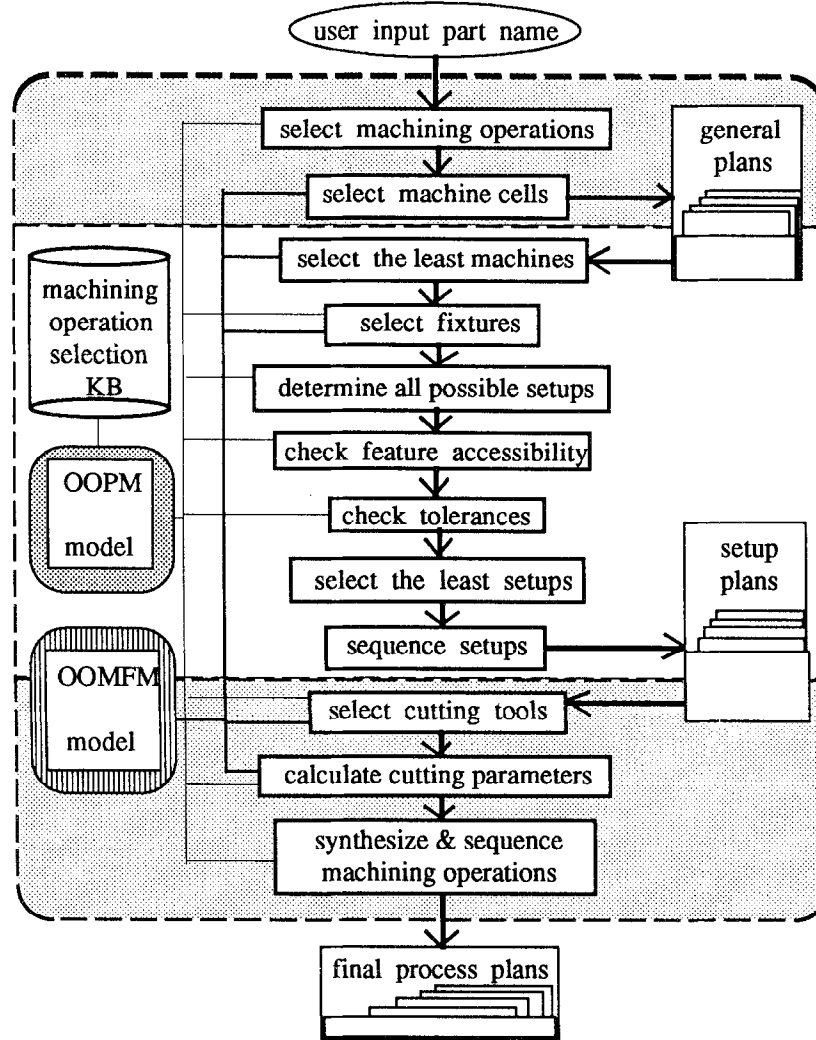 user input part name
select machining operations
general
plans
select machine cells
select the least machines
machining
operation
selection
KB
select fixtures
determine all possible setups
check feature accessibility
OOPM
model
check tolerances
setup
plans
select the least setups
sequence setups
OOMFM
model
select cutting tools
calculate cutting parameters
synthesize & sequence
machining operations
final process plans